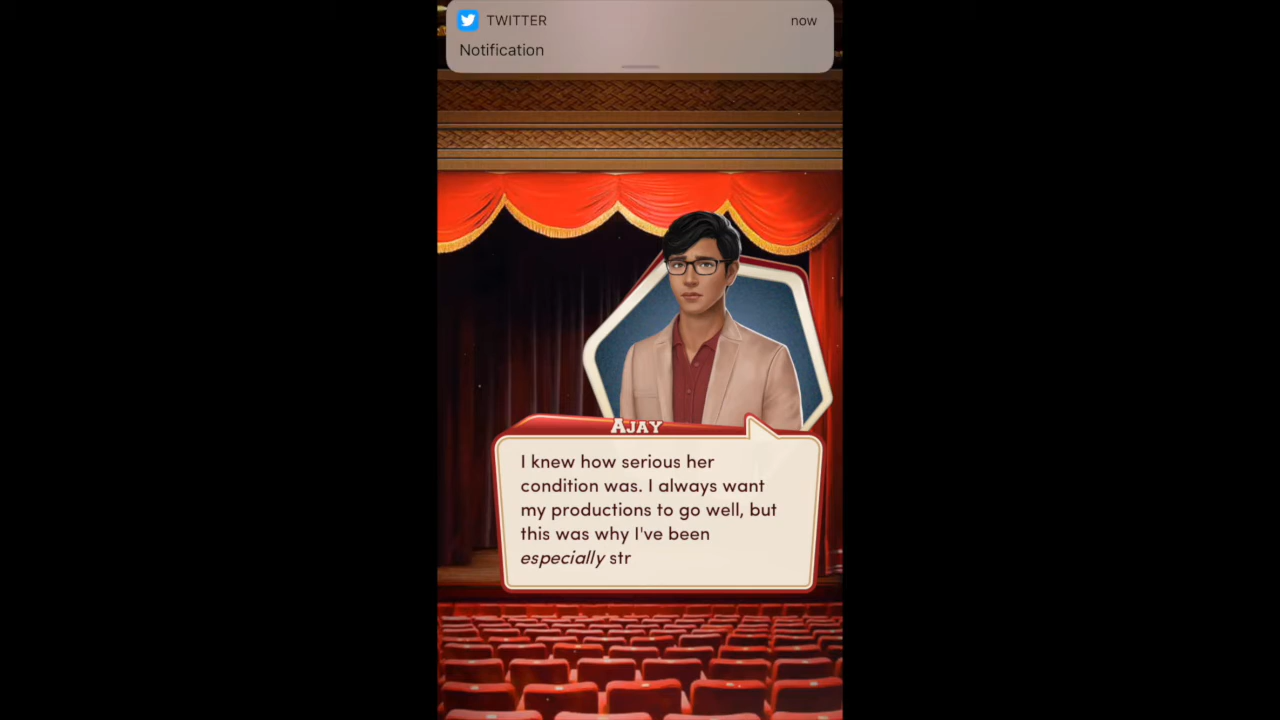 TWITTER now
Notification
AJAY
I knew how serious her
condition was. I always want
my productions to go well, but
this was why I've been
especially str